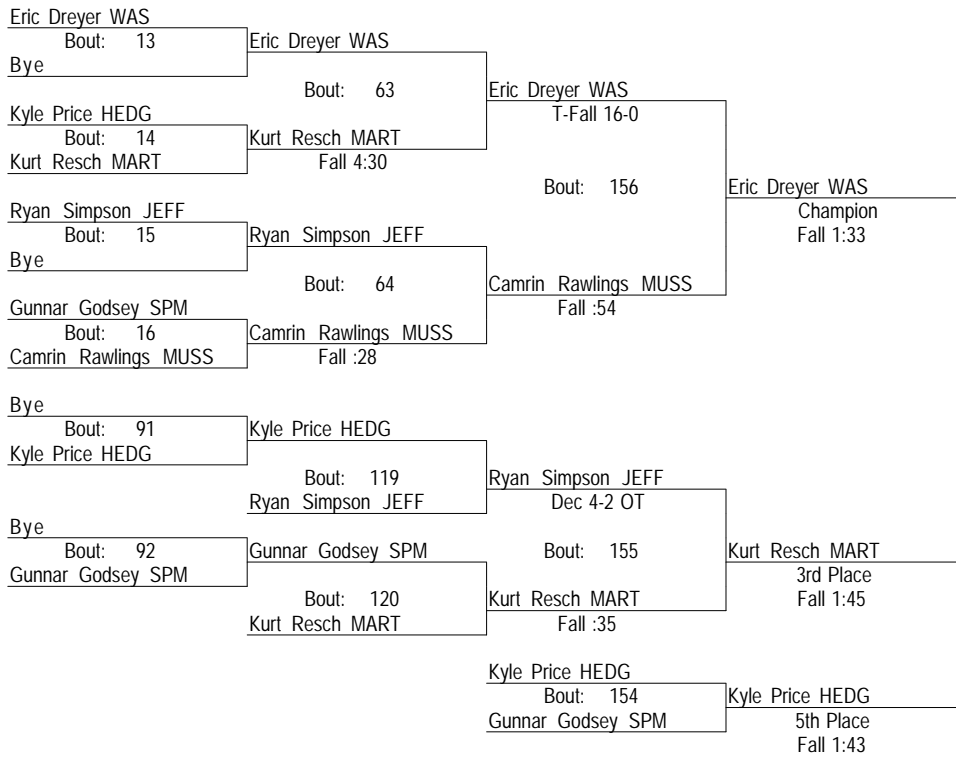 Eric Dreyer WAS
Bout: 13
Eric Dreyer WAS
Bye
Bout: 63
Eric Dreyer WAS
T-Fall 16-0
Kyle Price HEDG
Bout: 14
Kurt Resch MART
Kurt Resch MART
Fall 4:30
Bout: 156
Eric Dreyer WAS
Champion
Fall 1:33
Ryan Simpson JEFF
Bout: 15
Ryan Simpson JEFF
Bye
Bout: 64
Camrin Rawlings MUSS
Fall :54
Gunnar Godsey SPM
Bout: 16
Camrin Rawlings MUSS
Camrin Rawlings MUSS
Fall :28
Bye
Bout: 91
Kyle Price HEDG
Kyle Price HEDG
Bout: 119
Ryan Simpson JEFF
Ryan Simpson JEFF
Dec 4-2 OT
Bye
Bout: 92
Gunnar Godsey SPM
Gunnar Godsey SPM
Bout: 155
Kurt Resch MART
3rd Place
Fall 1:45
Bout: 120
Kurt Resch MART
Kurt Resch MART
Fall :35
Kyle Price HEDG
Bout: 154
Kyle Price HEDG
Gunnar Godsey SPM
5th Place
Fall 1:43